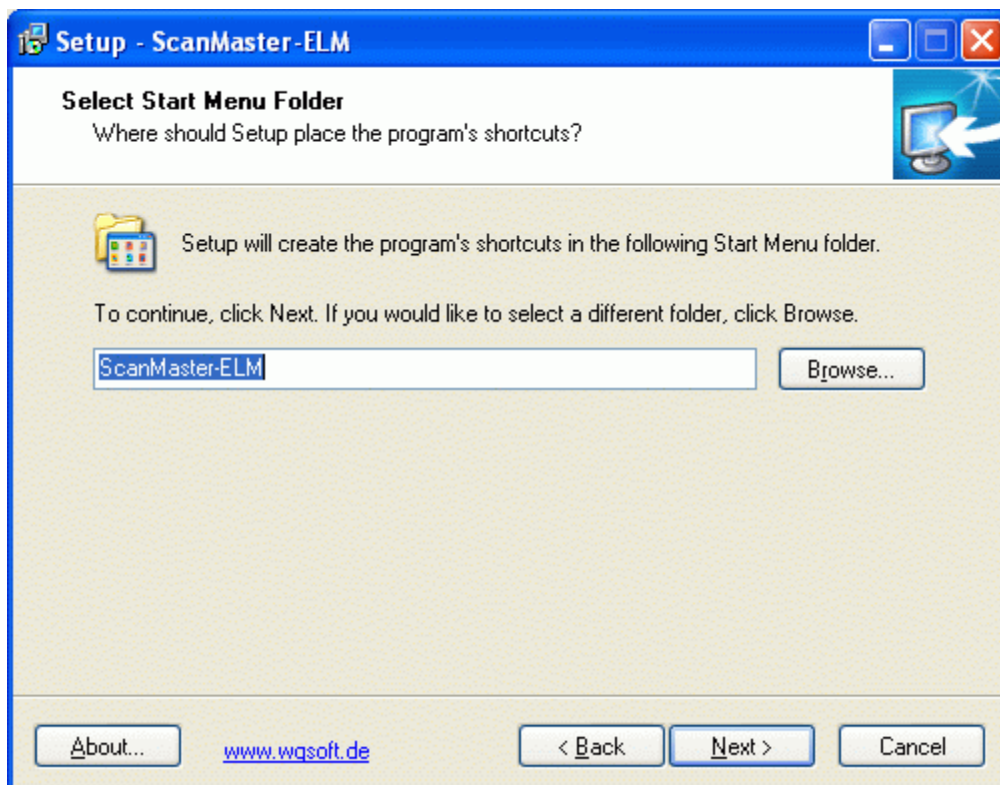 Setup - ScanMaster-ELM
Select Start Menu Folder
Where should Setup place the program's shortcuts?
Setup will create the program's shortcuts in the following Start Menu folder.
To continue, click Next. If you would like to select a different folder, click Browse.
ScanMaster-ELM
Browse...
About...
www.wgsoft.de
< Back
Next >
Cancel